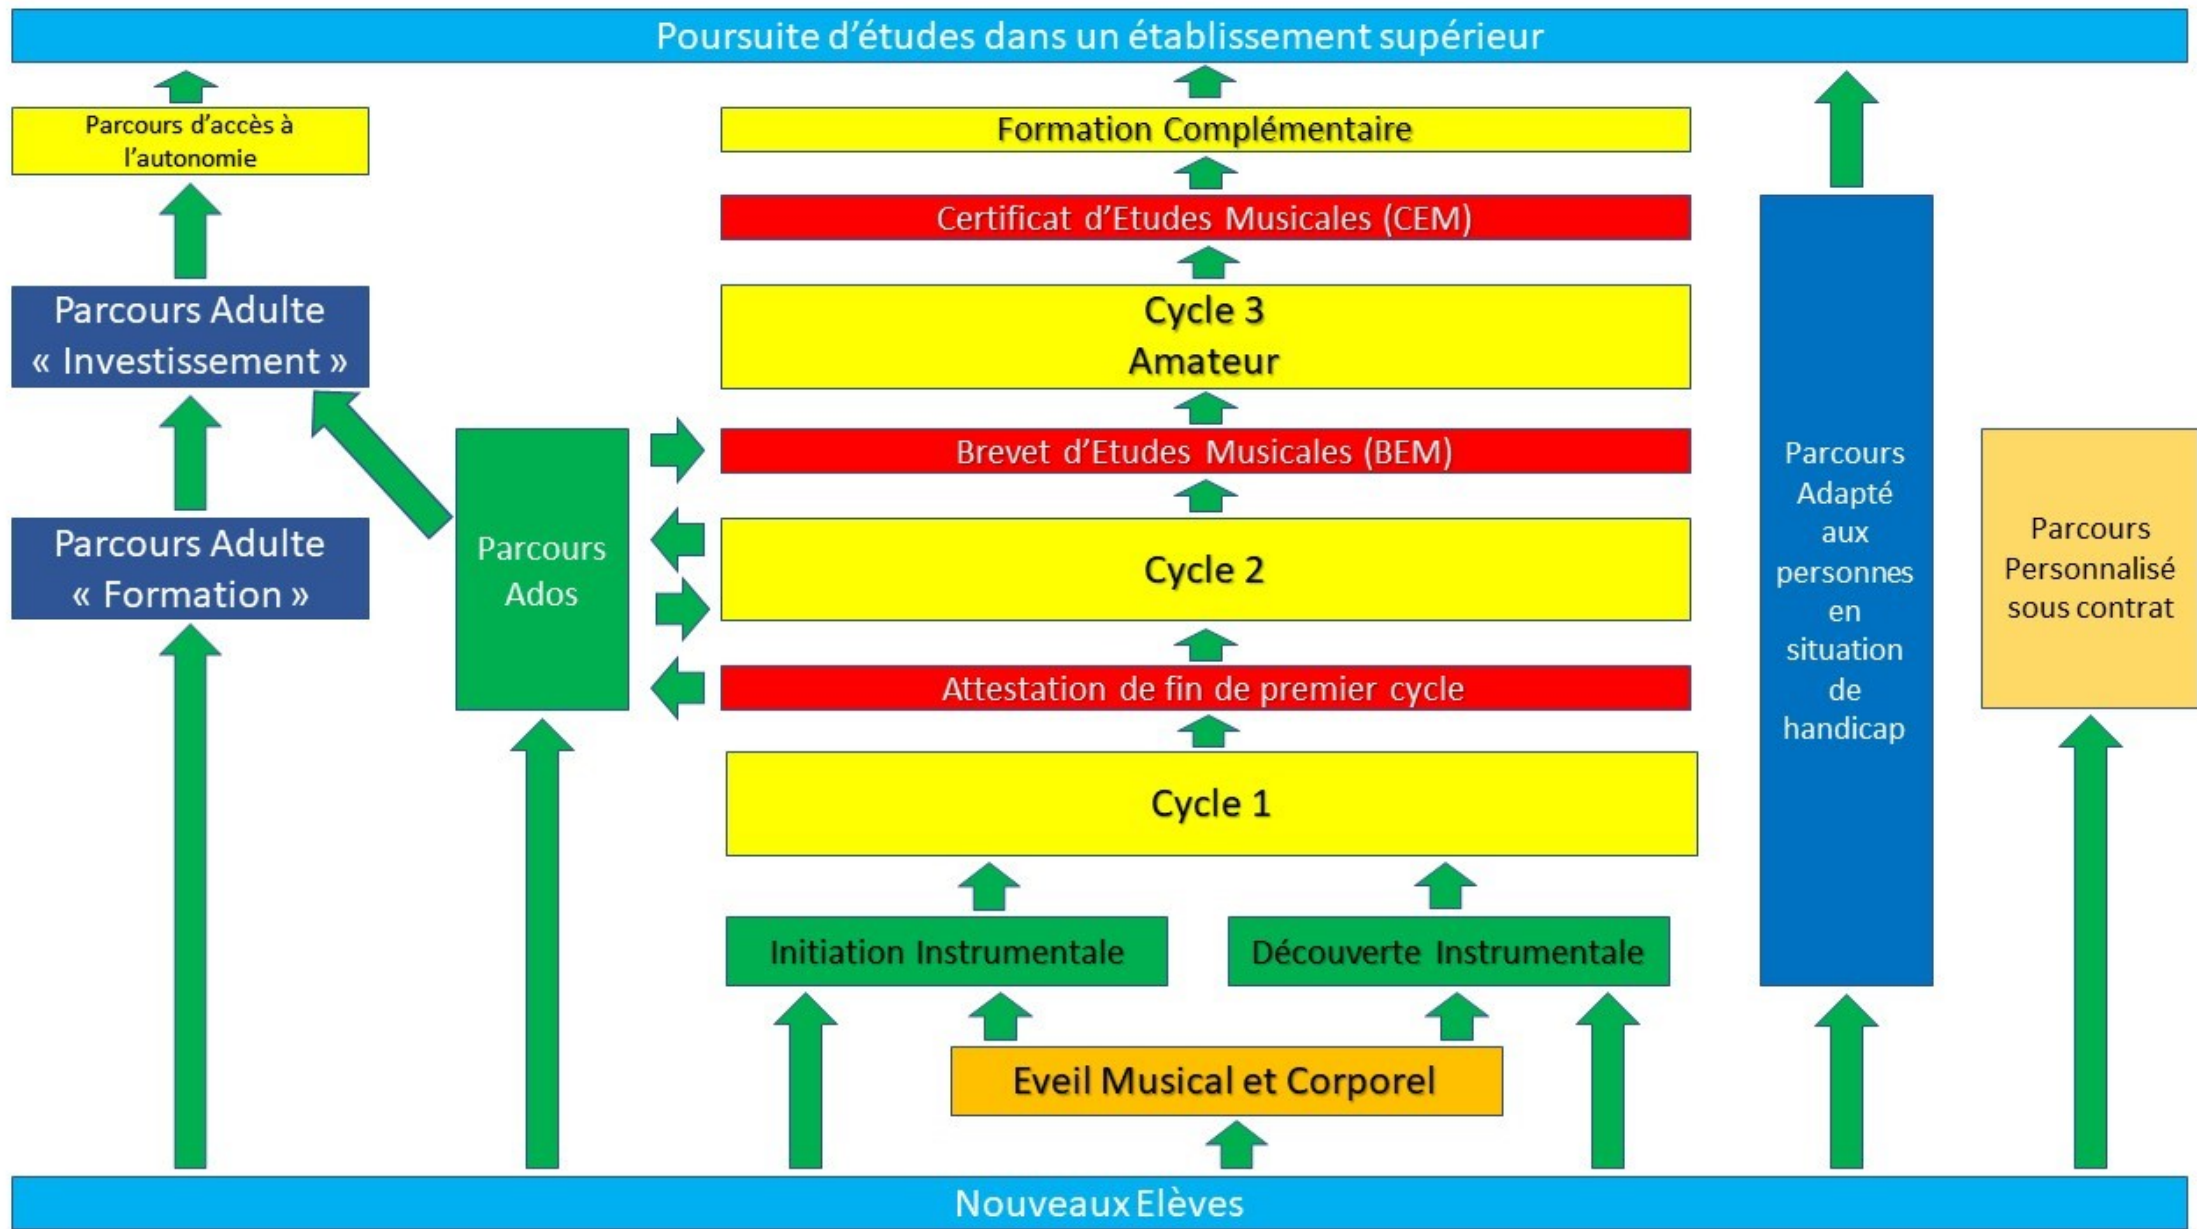 Poursuite d'études dans un établissement supérieur
Parcours d'accès à
l'autonomie
Formation Complémentaire
Certificat d'Etudes Musicales (CEM)
Parcours Adulte
« Investissement »
Cycle 3
Amateur
Brevet d'Etudes Musicales (BEM)
Parcours Adulte
« Formation »
Parcours
Ados
Cycle 2
Attestation de fin de premier cycle
Cycle 1
Parcours
Adapté
aux
personnes
en
situation
de
handicap
Parcours
Personnalisé
sous contrat
Initiation Instrumentale
Découverte Instrumentale
Eveil Musical et Corporel
Nouveaux Elèves